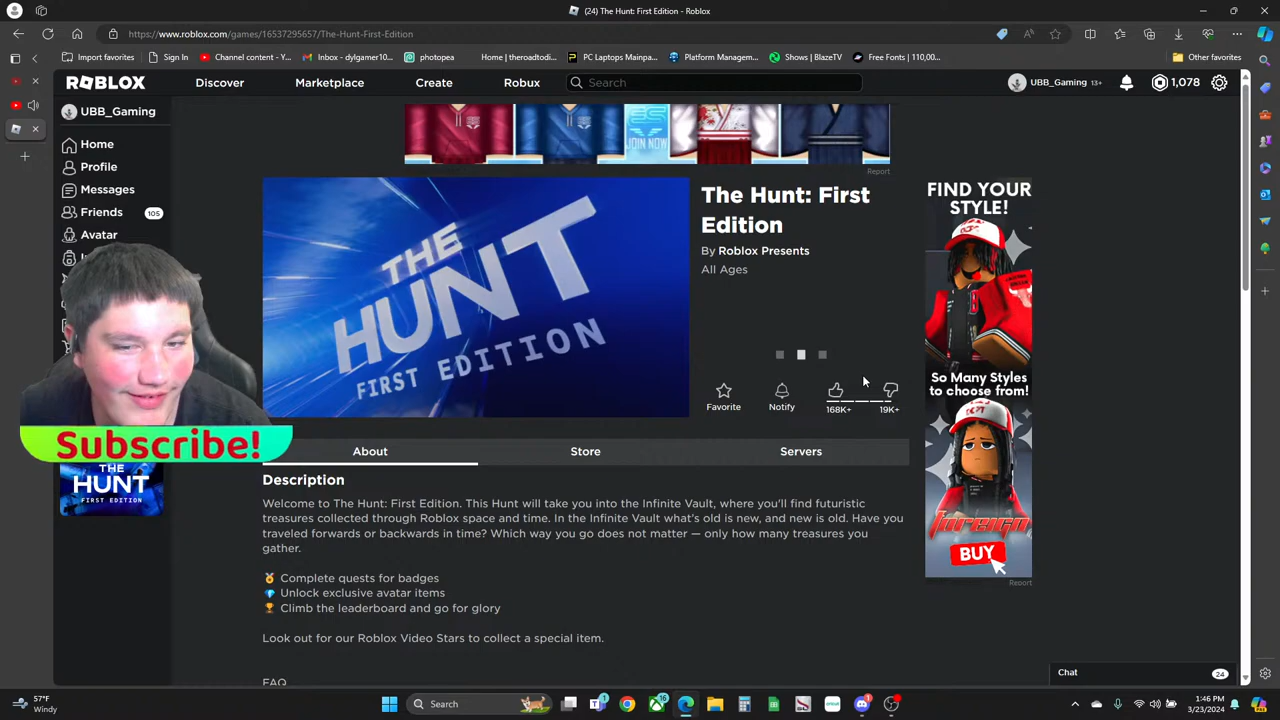 (24) The Hunt: First Edition - Roblox
https://www.roblox.com/games/16537295657/The-Hunt-First-Edition
Import favorites
Sign In
Channel content - Y...
photopea
Home | theroadtodi...
PC Laptops Mainpa...
Platform Managem...
Shows | BlazeTV
Free Fonts | 110,00...
Other favorites
ROBLOX
Discover
Marketplace
Create
Robux
Search
UBB_Gaming 13+
1,078
UBB_Gaming
Home
Profile
Messages
Friends
105
Avatar
ES
JOIN NOW
Report
THE
HUNT
FIRST EDITION
The Hunt: First
Edition
By Roblox Presents
All Ages
Favorite
Notify
168K+
19K+
FIND YOUR
STYLE!
So Many Styles
to choose from!
foreign
BUY
Report
Subscribe!
THE
HUNT
FIRST EDITION
About
Store
Servers
Description
Welcome to The Hunt: First Edition. This Hunt will take you into the Infinite Vault, where you'll find futuristic
treasures collected through Roblox space and time. In the Infinite Vault what's old is new, and new is old. Have you
traveled forwards or backwards in time? Which way you go does not matter — only how many treasures you
gather.
Complete quests for badges
Unlock exclusive avatar items
Climb the leaderboard and go for glory
Look out for our Roblox Video Stars to collect a special item.
FAQ
Chat
24
57°F
Windy
Search
1:46 PM
3/23/2024